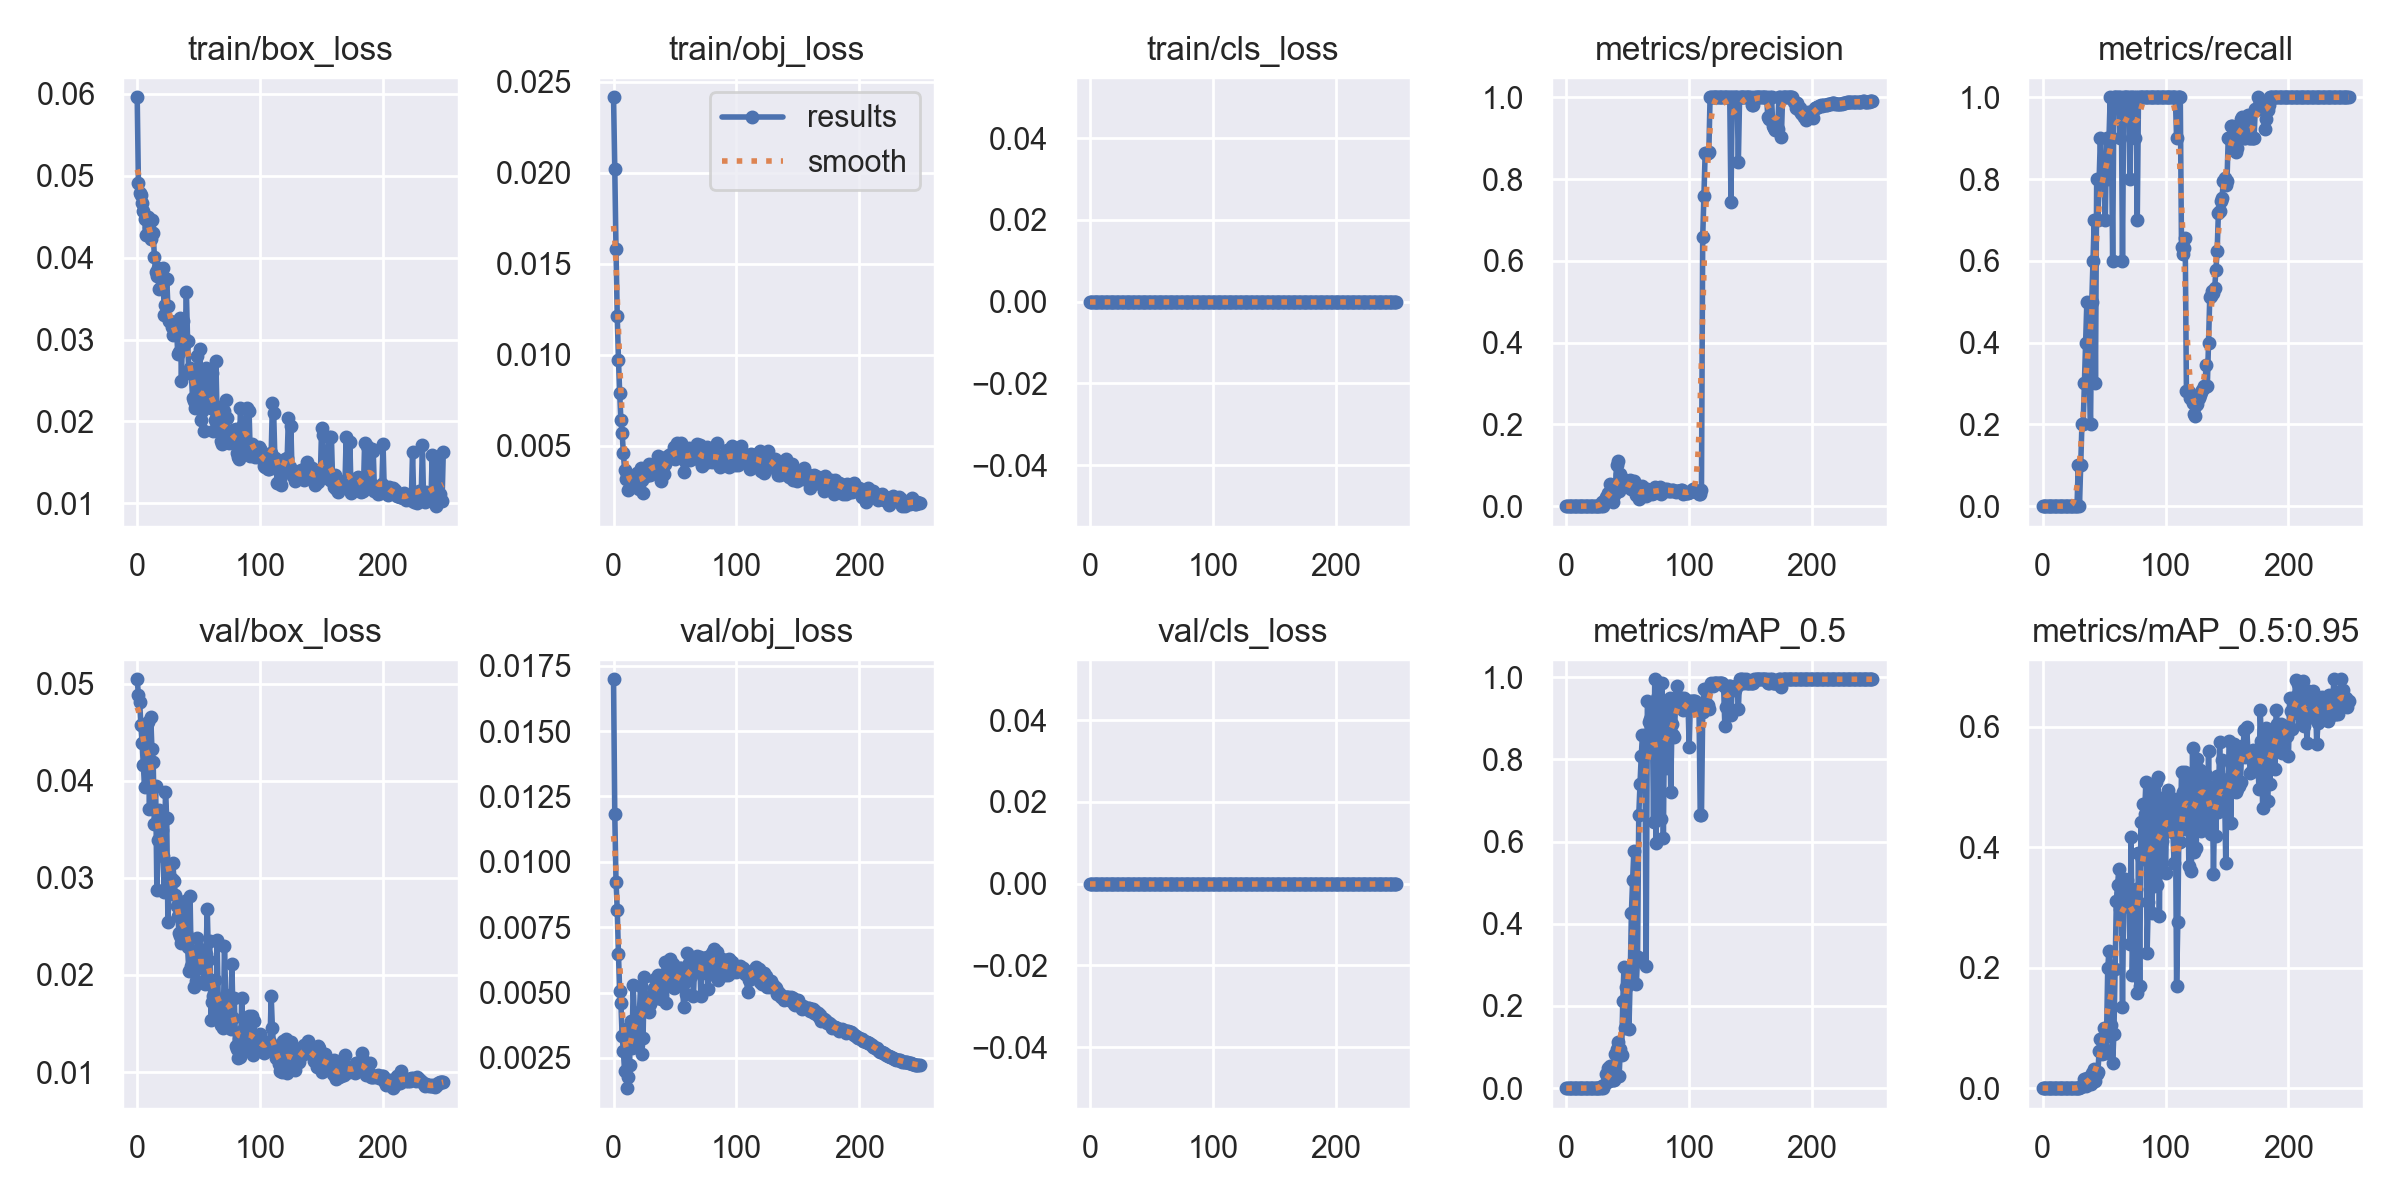 train/box_loss
0.06
0.05
0.04
0.03
0.02
0.01
0 100 200
train/obj_loss
results
smooth
0.025
0.020
0.015
0.010
0.005
0 100 200
train/cls_loss
0.04
0.02
0.00
−0.02
−0.04
0 100 200
metrics/precision
1.0
0.8
0.6
0.4
0.2
0.0
0 100 200
metrics/recall
1.0
0.8
0.6
0.4
0.2
0.0
0 100 200
val/box_loss
0.05
0.04
0.03
0.02
0.01
0 100 200
val/obj_loss
0.0175
0.0150
0.0125
0.0100
0.0075
0.0050
0.0025
0 100 200
val/cls_loss
0.04
0.02
0.00
−0.02
−0.04
0 100 200
metrics/mAP_0.5
1.0
0.8
0.6
0.4
0.2
0.0
0 100 200
metrics/mAP_0.5:0.95
0.6
0.4
0.2
0.0
0 100 200